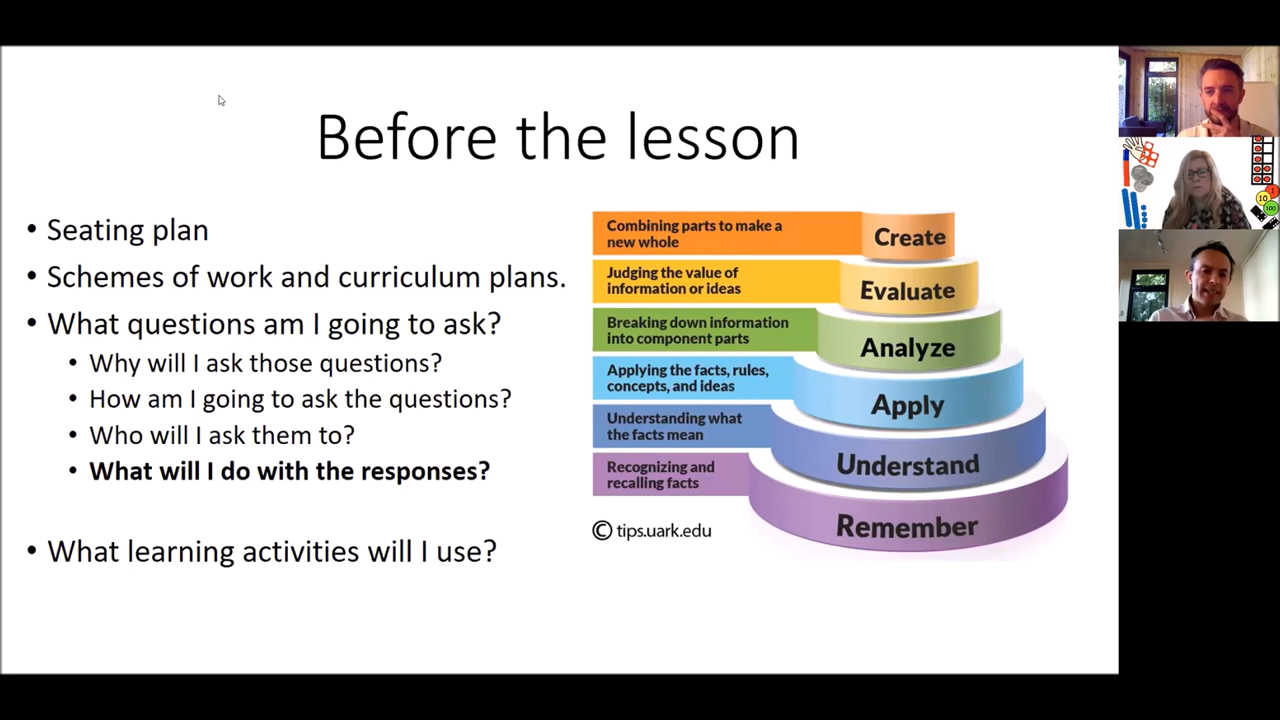 Before the lesson
• Seating plan
• Schemes of work and curriculum plans.
• What questions am I going to ask?
• Why will I ask those questions?
• How am I going to ask the questions?
• Who will I ask them to?
• What will I do with the responses?
• What learning activities will I use?
Combining parts to make a
new whole
Create
Judging the value of
information or ideas
Evaluate
Breaking down information
into component parts
Analyze
Applying the facts, rules,
concepts, and ideas
Apply
Understanding what
the facts mean
Understand
Recognizing and
recalling facts
Remember
© tips.uark.edu
10
1
100